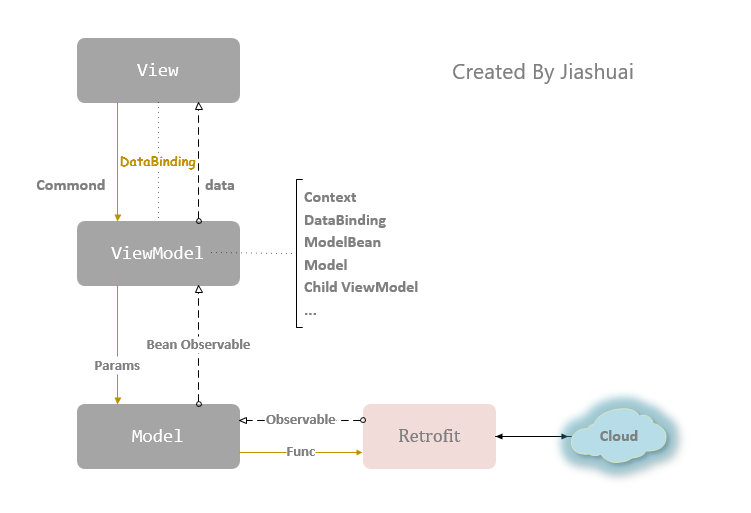 View
Created By Jiashuai
DataBinding
Commond
data
Context
DataBinding
ModelBean
Model
Child ViewModel
...
ViewModel
Bean Observable
Params
Model
Observable
Func
Retrofit
Cloud